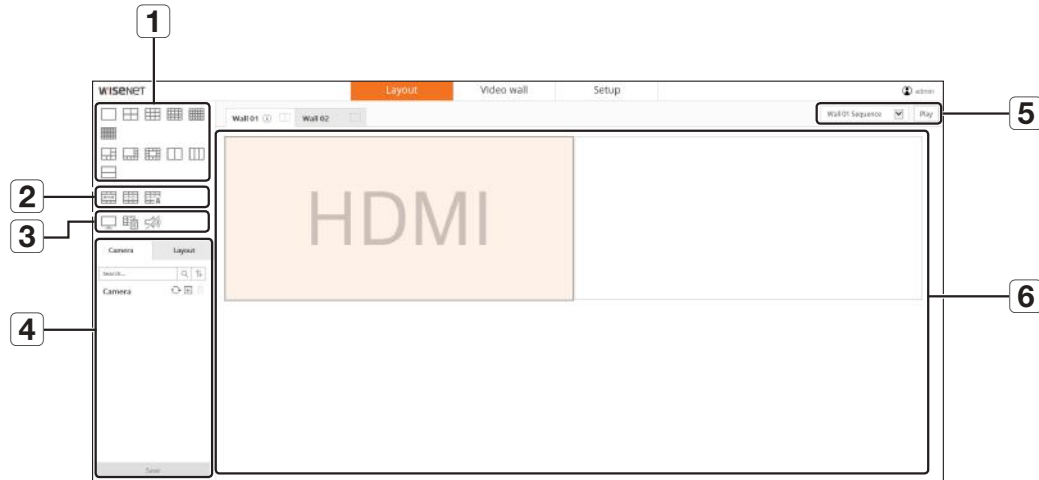 1
WISENET
Layout
Video wall
Setup
admin
Wall 01
Wall 02
Wall 01 Sequence
Play
5
2
3
HDMI
Camera
Layout
Search...
Camera
4
6
Save